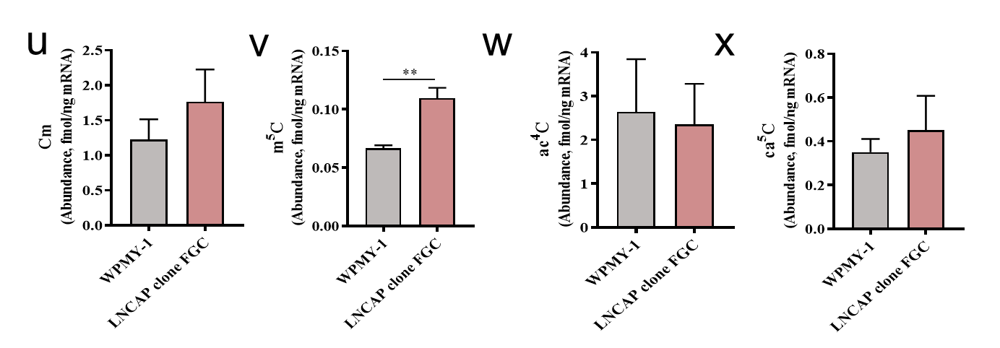 u
Cm
(Abundance, fmol/ng mRNA)
2.5
2.0
1.5
1.0
0.5
0.0
WPMY-1
LNCAP clone FGC
v
m⁵C
(Abundance, fmol/ng mRNA)
0.15
0.10
0.05
0.00
**
WPMY-1
LNCAP clone FGC
w
ac⁴C
(Abundance, fmol/ng mRNA)
4
3
2
1
0
WPMY-1
LNCAP clone FGC
x
ca⁵C
(Abundance, fmol/ng mRNA)
0.8
0.6
0.4
0.2
0.0
WPMY-1
LNCAP clone FGC